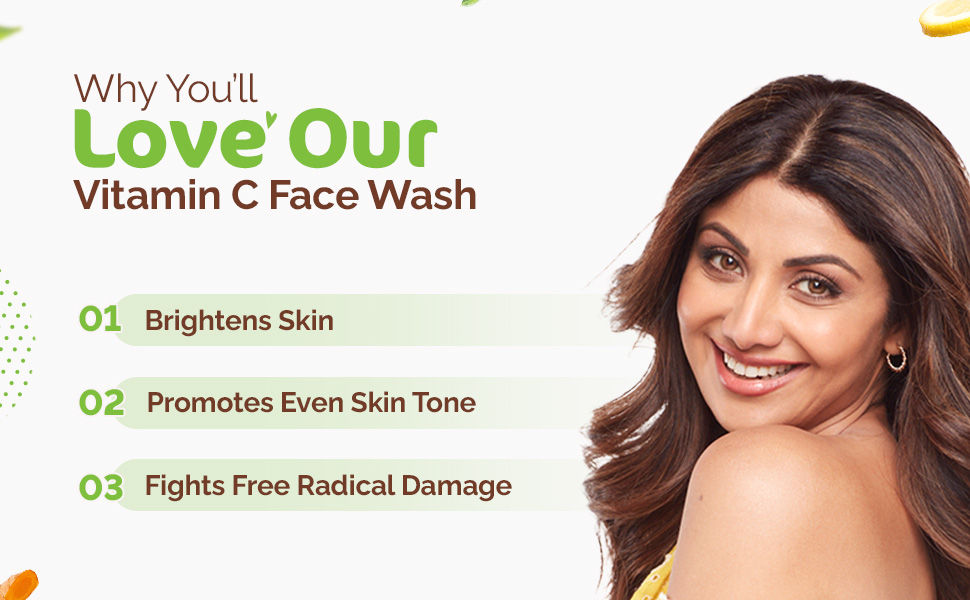 Why You'll
Love Our
Vitamin C Face Wash
01 Brightens Skin
02 Promotes Even Skin Tone
03 Fights Free Radical Damage